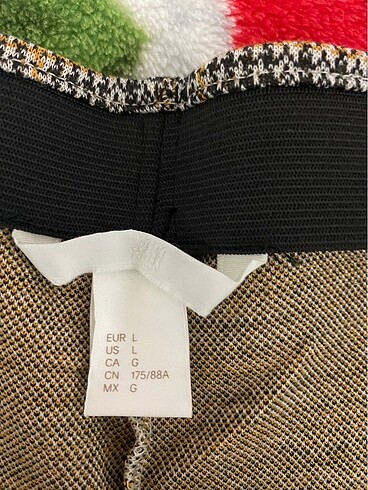 H&M
EUR L
US L
CA G
CN 175/88A
MX G